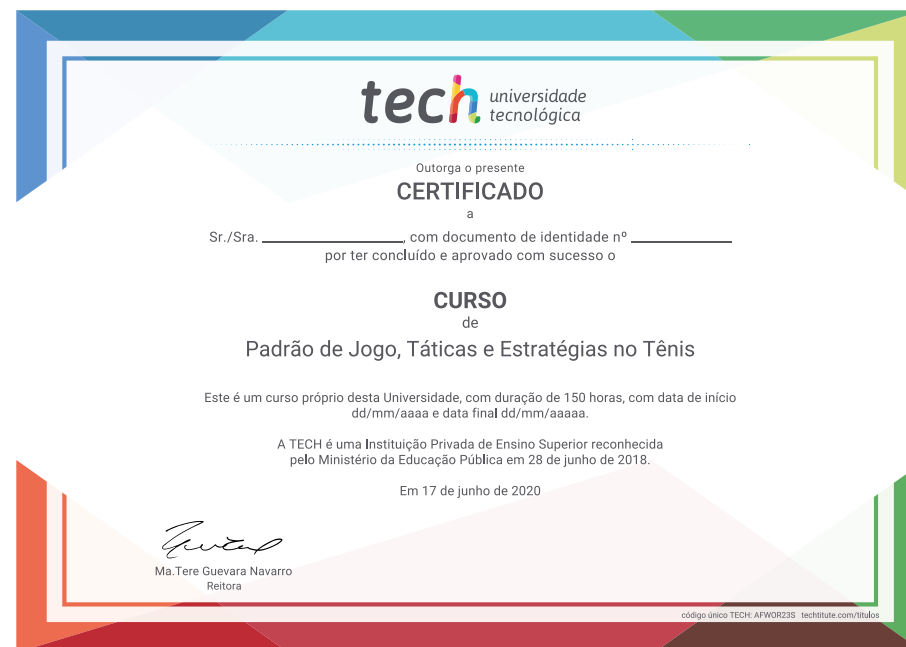 tech universidade
tecnológica
Outorga o presente
CERTIFICADO
a
Sr./Sra. ____________________, com documento de identidade nº ______________
por ter concluído e aprovado com sucesso o
CURSO
de
Padrão de Jogo, Táticas e Estratégias no Tênis
Este é um curso próprio desta Universidade, com duração de 150 horas, com data de início
dd/mm/aaaa e data final dd/mm/aaaaa.
A TECH é uma Instituição Privada de Ensino Superior reconhecida
pelo Ministério da Educação Pública em 28 de junho de 2018.
Em 17 de junho de 2020
Ma.Tere Guevara Navarro
Reitora
código único TECH: AFWOR23S techtitute.com/títulos